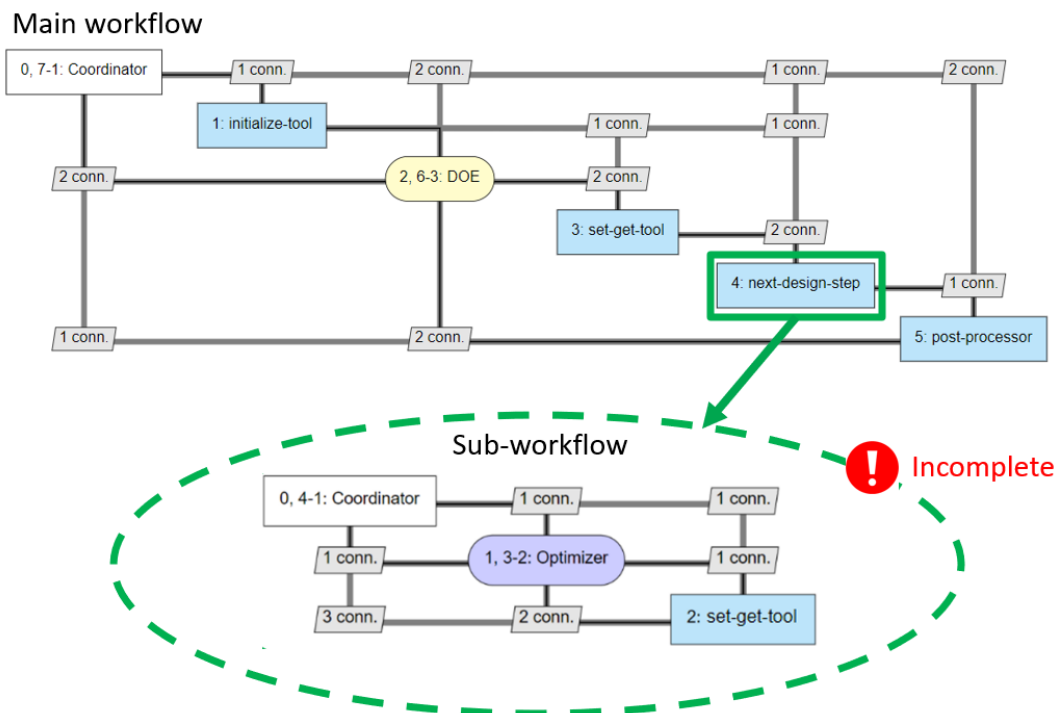 Main workflow
0, 7-1: Coordinator
1 conn.
2 conn.
1 conn.
2 conn.
1: initialize-tool
1 conn.
1 conn.
2 conn.
2, 6-3: DOE
2 conn.
3: set-get-tool
2 conn.
4: next-design-step
1 conn.
1 conn.
2 conn.
5: post-processor
Sub-workflow
! Incomplete
0, 4-1: Coordinator
1 conn.
1 conn.
1 conn.
1, 3-2: Optimizer
1 conn.
3 conn.
2 conn.
2: set-get-tool